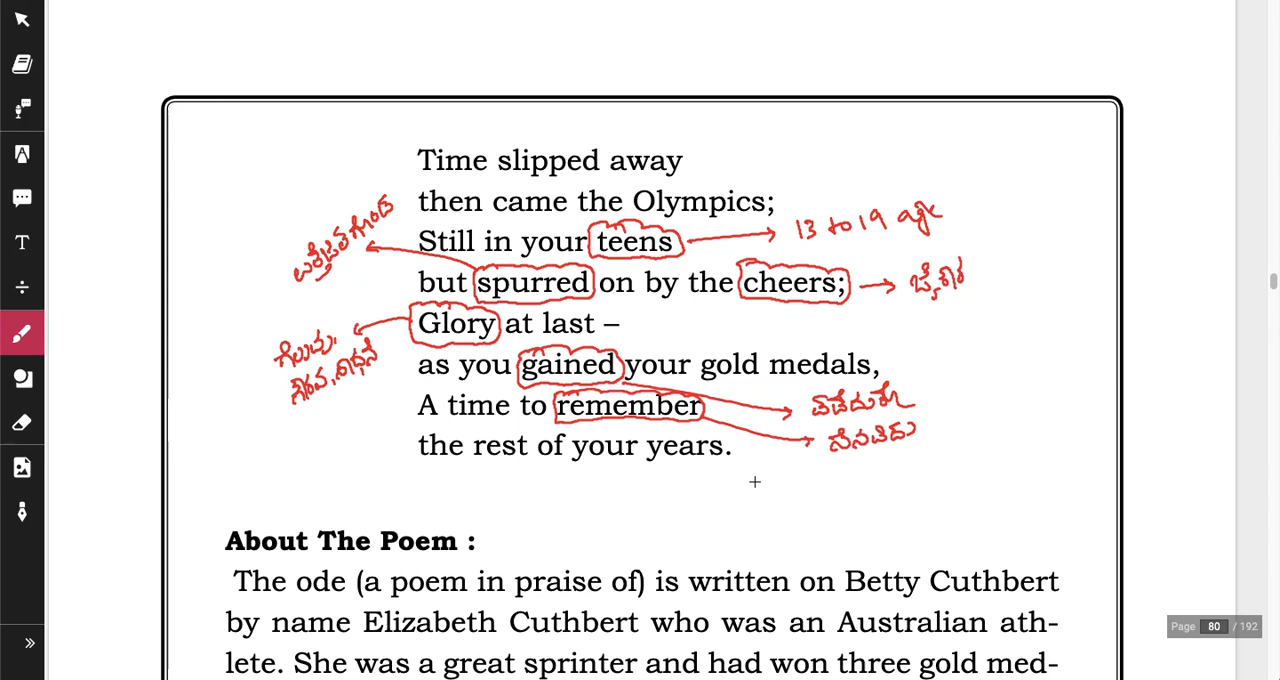 Time slipped away
then came the Olympics;
Still in your teens
13 to 19 age
but spurred on by the cheers;
Glory at last –
ಗೆಲುವು,
as you gained your gold medals,
A time to remember
the rest of your years.
About The Poem :
The ode (a poem in praise of) is written on Betty Cuthbert
by name Elizabeth Cuthbert who was an Australian ath-
lete. She was a great sprinter and had won three gold med-
Page 80 / 192